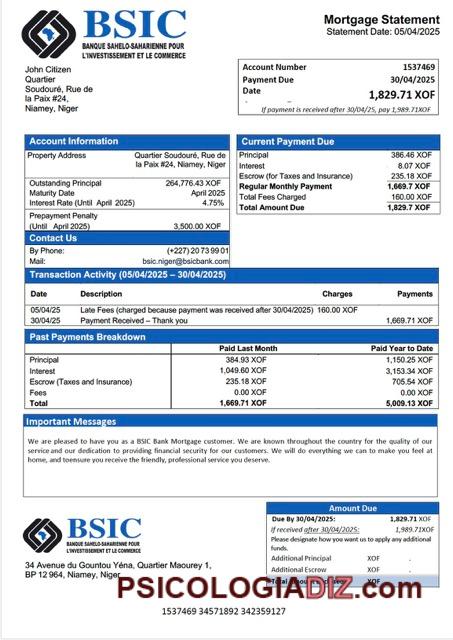 BSIC
BANQUE SAHELO-SAHARIENNE POUR
L'INVESTISSEMENT ET LE COMMERCE
Mortgage Statement
Statement Date: 05/04/2025
John Citizen
Quartier
Soudouré, Rue de
la Paix #24,
Niamey, Niger
Account Number 1537469
Payment Due 30/04/2025
Date
1,829.71 XOF
If payment is received after 30/04/25, pay 1,989.71XOF
Account Information
Property Address Quartier Soudouré, Rue de
la Paix #24, Niamey, Niger
Outstanding Principal 264,776.43 XOF
Maturity Date April 2025
Interest Rate (Until April 2025) 4.75%
Prepayment Penalty
(Until April 2025) 3,500.00 XOF
Contact Us
By Phone: (+227) 20 73 99 01
Mail: bsic.niger@bsicbank.com
Current Payment Due
Principal 386.46 XOF
Interest 8.07 XOF
Escrow (for Taxes and Insurance) 235.18 XOF
Regular Monthly Payment 1,669.7 XOF
Total Fees Charged 160.00 XOF
Total Amount Due 1,829.7 XOF
Transaction Activity (05/04/2025 – 30/04/2025)
Date Description Charges Payments
05/04/25 Late Fees (charged because payment was received after 30/04/2025) 160.00 XOF
30/04/25 Payment Received – Thank you 1,669.71 XOF
Past Payments Breakdown
Paid Last Month Paid Year to Date
Principal 384.93 XOF 1,150.25 XOF
Interest 1,049.60 XOF 3,153.34 XOF
Escrow (Taxes and Insurance) 235.18 XOF 705.54 XOF
Fees 0.00 XOF 0.00 XOF
Total 1,669.71 XOF 5,009.13 XOF
Important Messages
We are pleased to have you as a BSIC Bank Mortgage customer. We are known throughout the country for the quality of our
service and our dedication to providing financial security for our customers. We will do everything we can to make you feel at
home, and toensure you receive the friendly, professional service you deserve.
BSIC
BANQUE SAHELO-SAHARIENNE POUR
L'INVESTISSEMENT ET LE COMMERCE
34 Avenue du Gountou Yéna, Quartier Maourey 1,
BP 12 964, Niamey, Niger
Amount Due
Due By 30/04/2025: 1,829.71 XOF
If received after 30/04/2025: 1,989.71XOF
Please designate how you want us to apply any additional
funds.
Additional Principal XOF .
Additional Escrow XOF .
PSICOLOGIADIZ.com
1537469 34571892 342359127